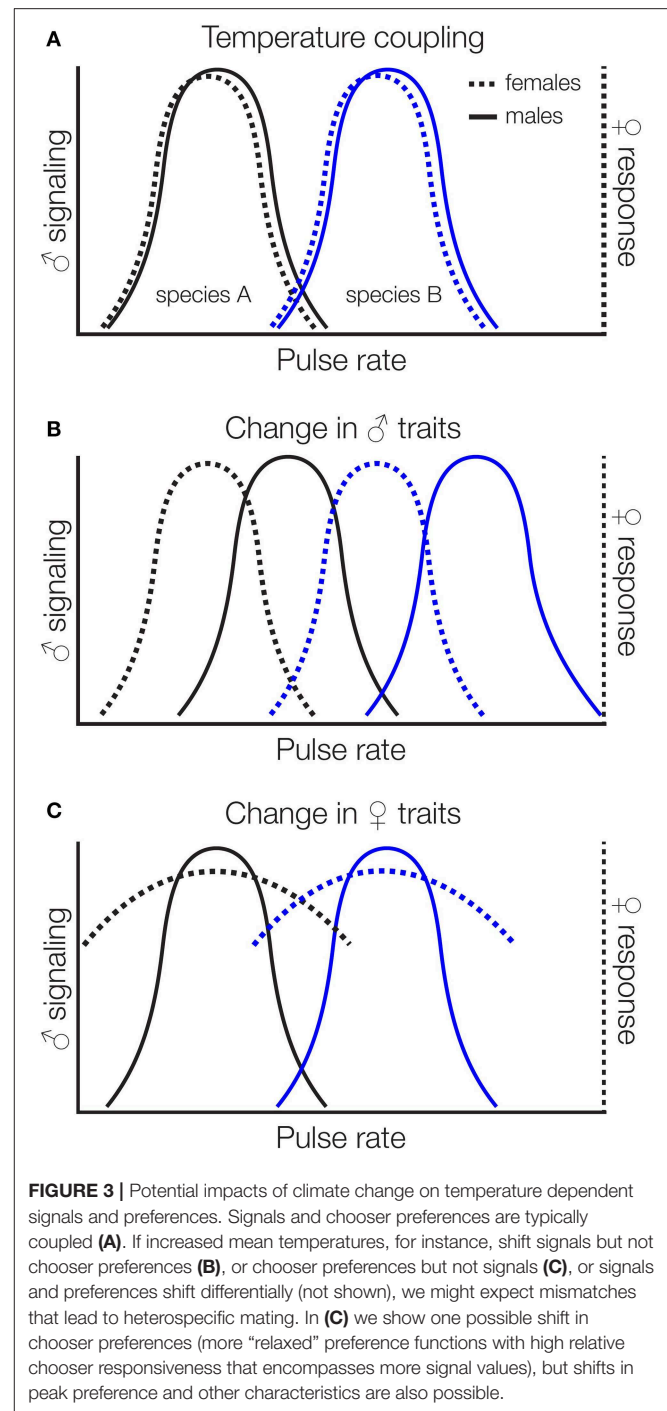 A
Temperature coupling
females
males
♂ signaling
♀ response
species A
species B
Pulse rate
B
Change in ♂ traits
♂ signaling
♀ response
Pulse rate
C
Change in ♀ traits
♂ signaling
♀ response
Pulse rate
FIGURE 3 | Potential impacts of climate change on temperature dependent
signals and preferences. Signals and chooser preferences are typically
coupled (A). If increased mean temperatures, for instance, shift signals but not
chooser preferences (B), or chooser preferences but not signals (C), or signals
and preferences shift differentially (not shown), we might expect mismatches
that lead to heterospecific mating. In (C) we show one possible shift in
chooser preferences (more “relaxed” preference functions with high relative
chooser responsiveness that encompasses more signal values), but shifts in
peak preference and other characteristics are also possible.